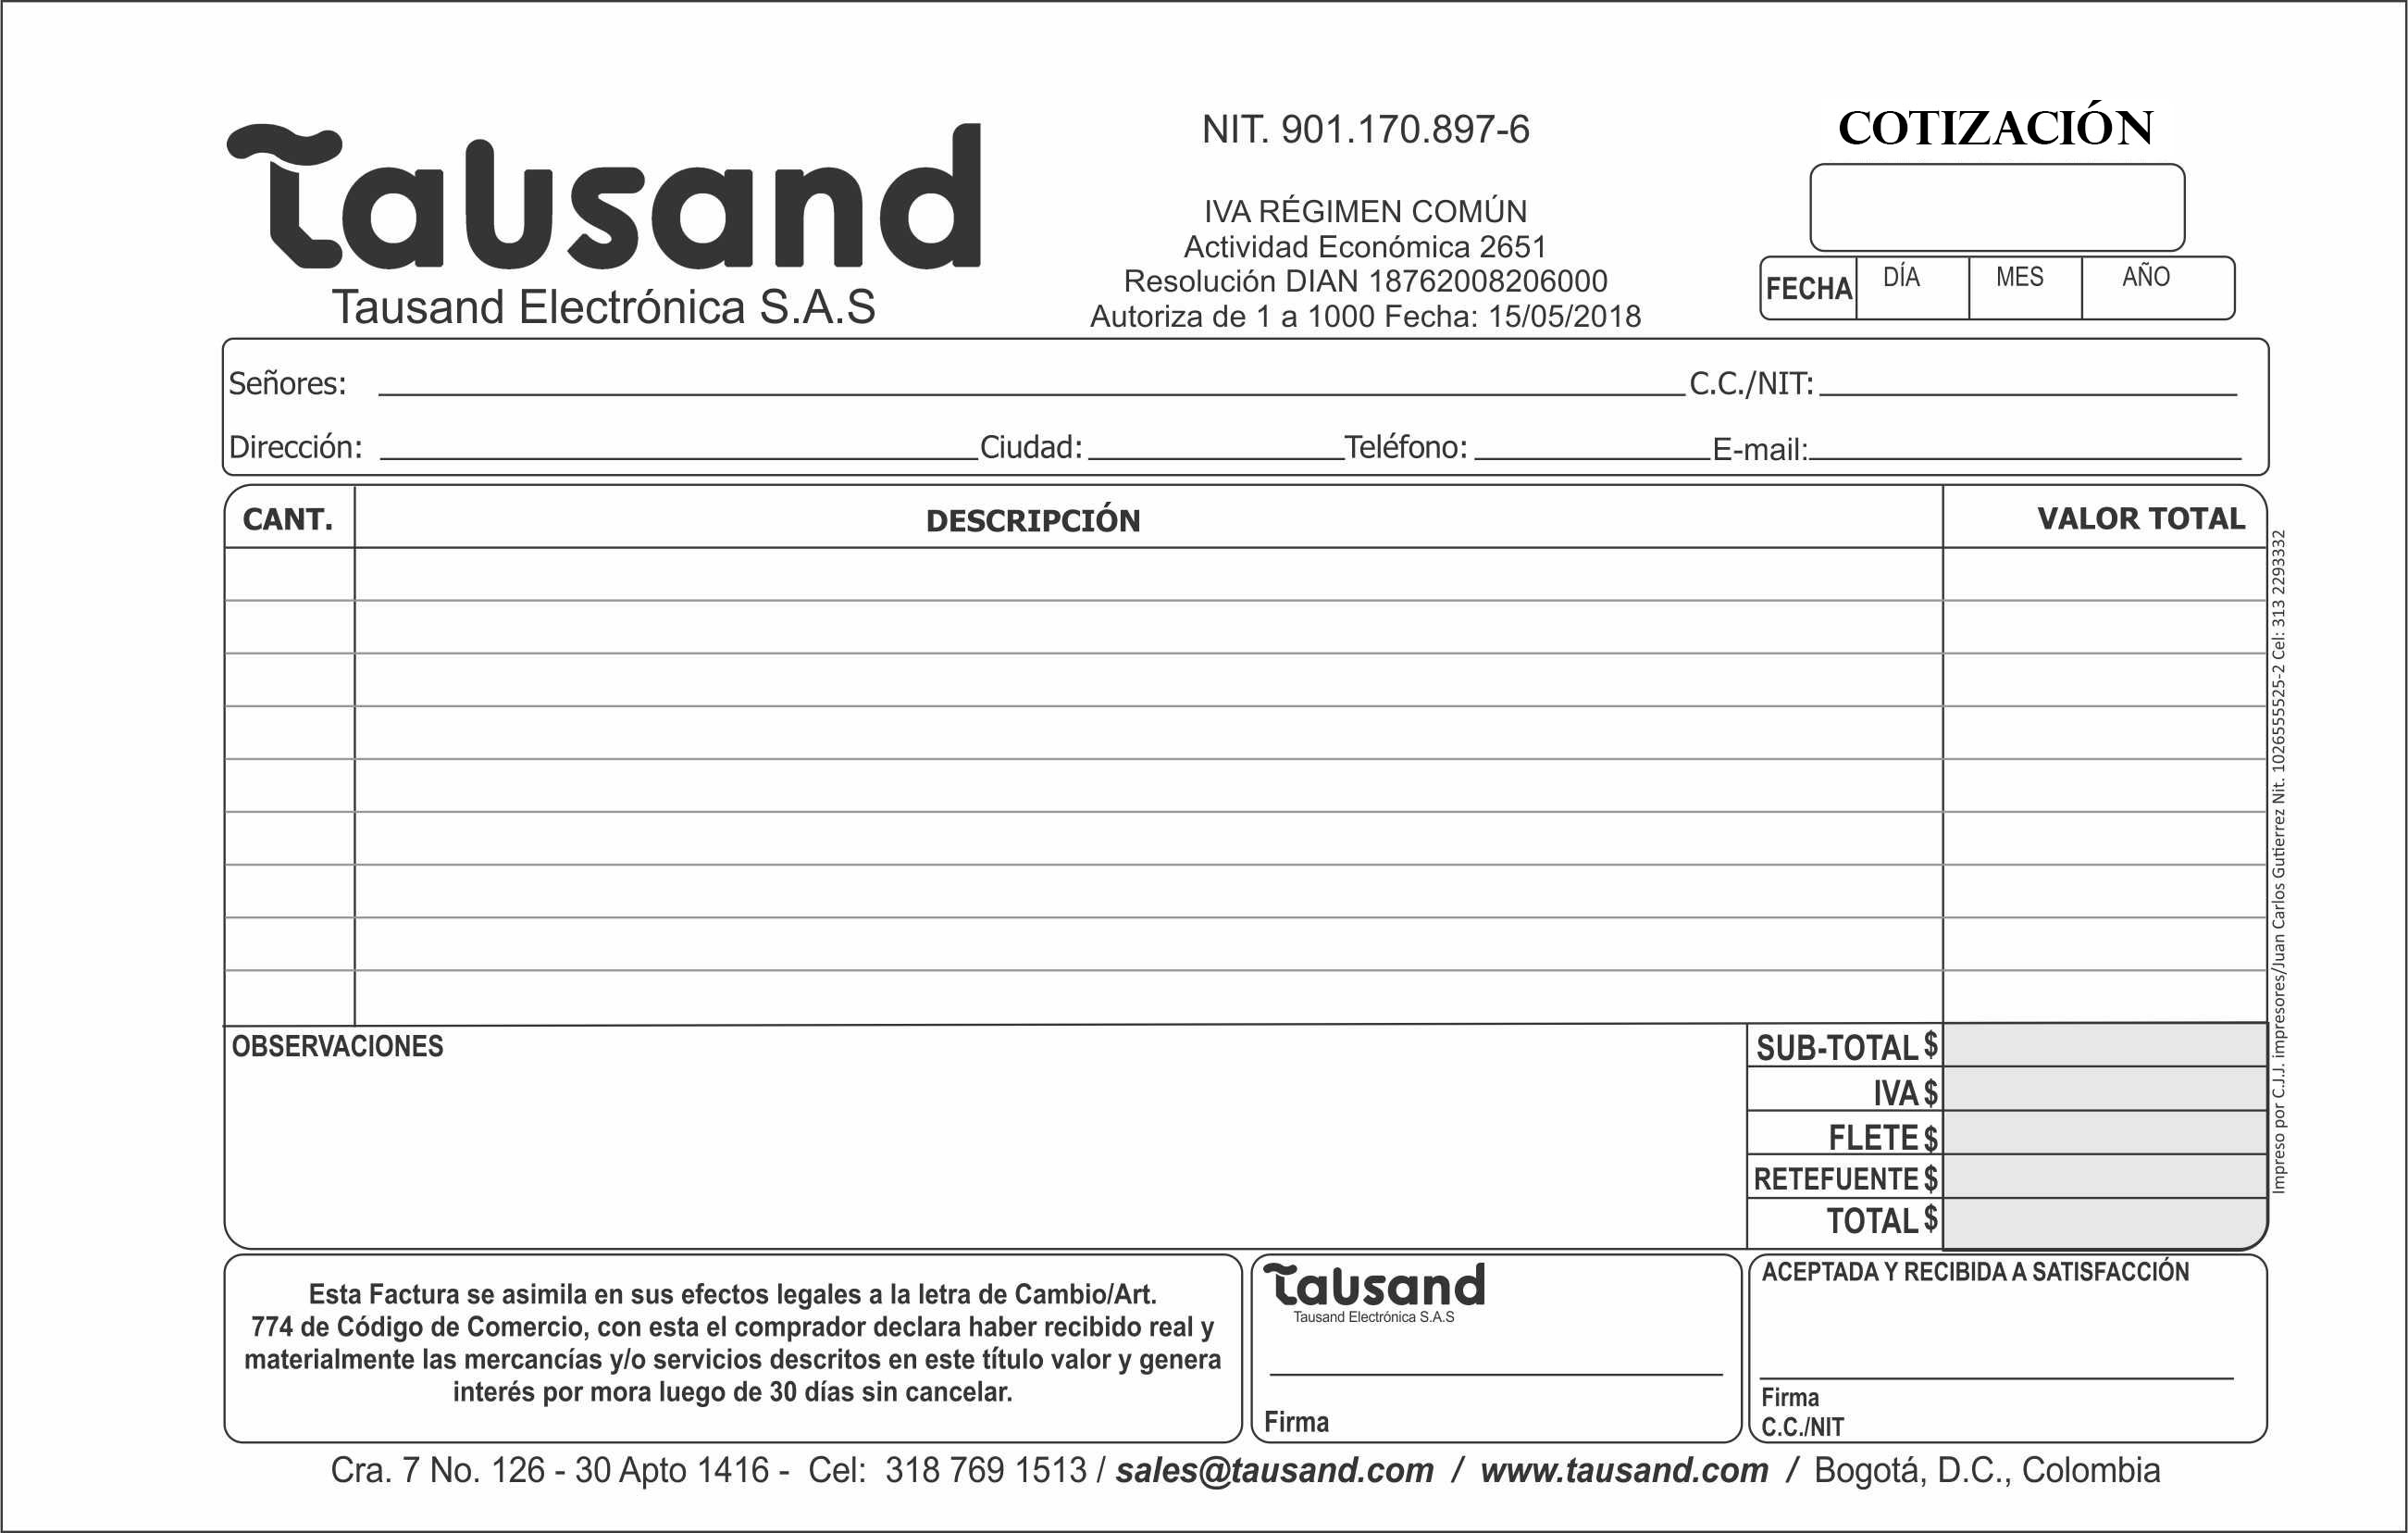 Tausand
Tausand Electrónica S.A.S
NIT. 901.170.897-6
IVA RÉGIMEN COMÚN
Actividad Económica 2651
Resolución DIAN 18762008206000
Autoriza de 1 a 1000 Fecha: 15/05/2018
COTIZACIÓN
FECHA DÍA MES AÑO
Señores: C.C./NIT:
Dirección: Ciudad: Teléfono: E-mail:
CANT. DESCRIPCIÓN VALOR TOTAL
OBSERVACIONES
SUB-TOTAL $
IVA $
FLETE $
RETEFUENTE $
TOTAL $
Impreso por C.J.J. impresores/Juan Carlos Gutierrez Nit. 1026555525-2 Cel: 313 2293332
Esta Factura se asimila en sus efectos legales a la letra de Cambio/Art.
774 de Código de Comercio, con esta el comprador declara haber recibido real y
materialmente las mercancías y/o servicios descritos en este título valor y genera
interés por mora luego de 30 días sin cancelar.
Tausand
Tausand Electrónica S.A.S
Firma
ACEPTADA Y RECIBIDA A SATISFACCIÓN
Firma
C.C./NIT
Cra. 7 No. 126 - 30 Apto 1416 - Cel: 318 769 1513 / sales@tausand.com / www.tausand.com / Bogotá, D.C., Colombia